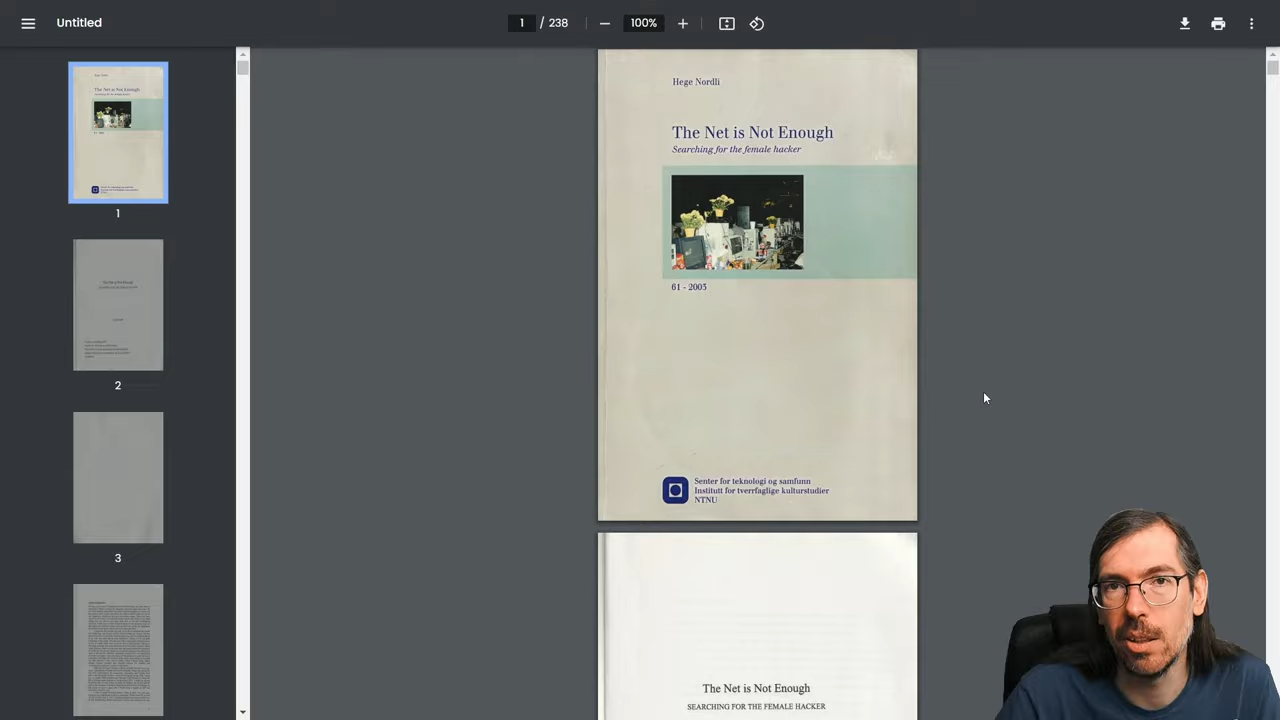 Untitled
1 / 238
100%
1
2
3
Hege Nordli
The Net is Not Enough
Searching for the female hacker
61 - 2003
Senter for teknologi og samfunn
Institutt for tverrfaglige kulturstudier
NTNU
The Net is Not Enough
SEARCHING FOR THE FEMALE HACKER